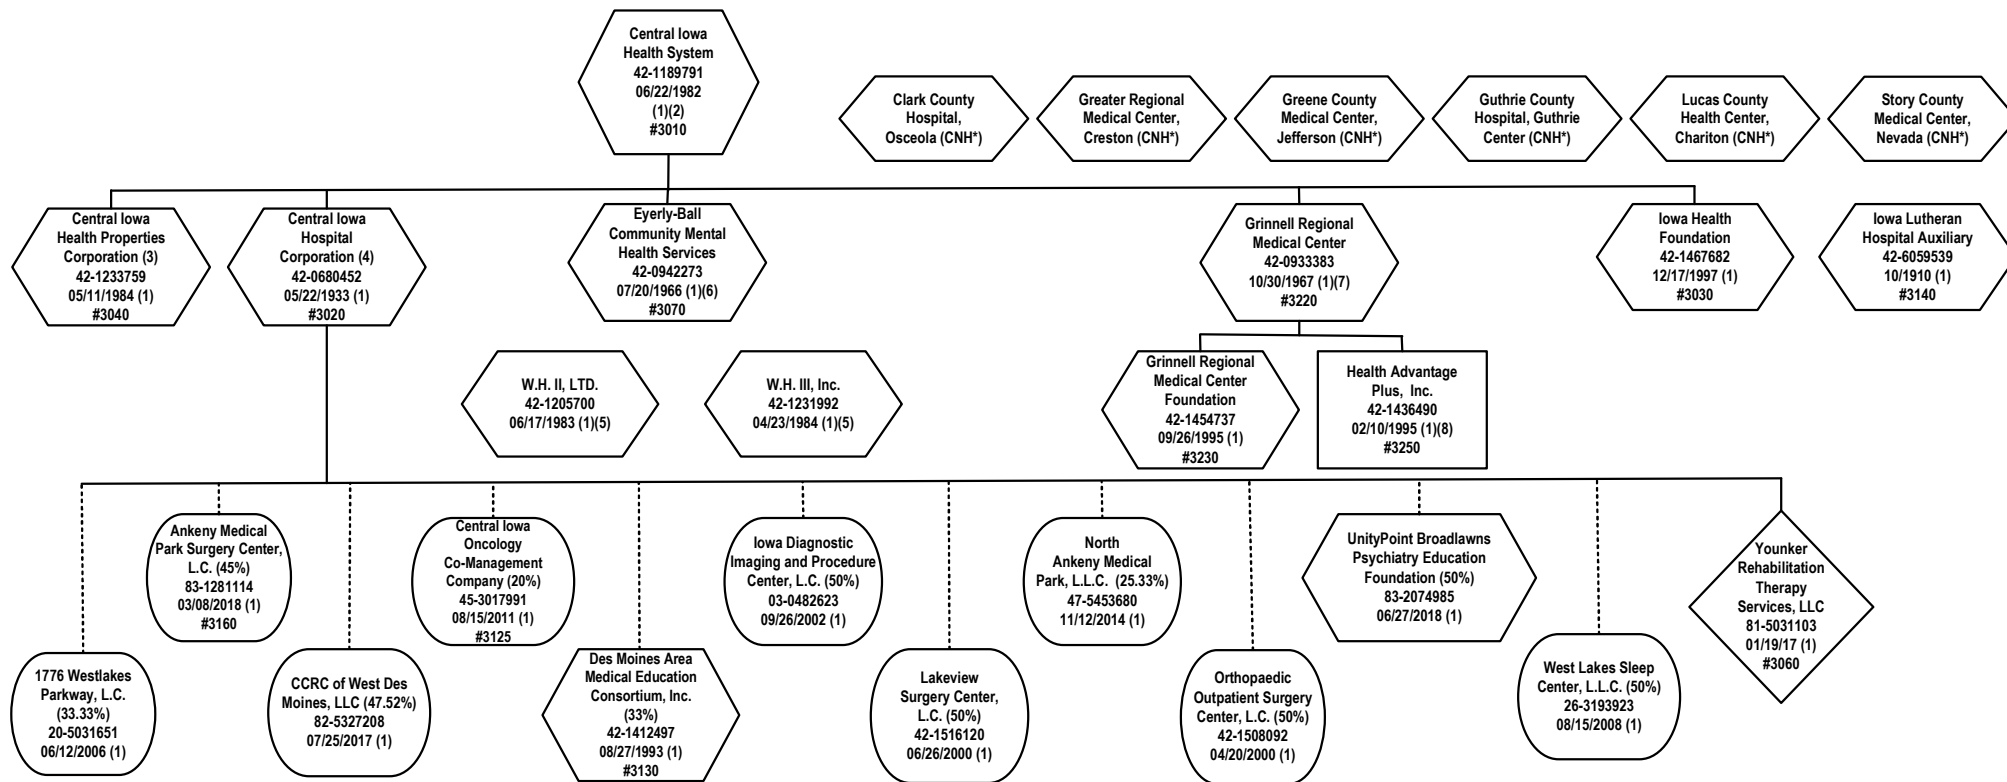 Central Iowa
Health System
42-1189791
06/22/1982
(1)(2)
#3010
Clark County
Hospital,
Osceola (CNH*)
Greater Regional
Medical Center,
Creston (CNH*)
Greene County
Medical Center,
Jefferson (CNH*)
Guthrie County
Hospital, Guthrie
Center (CNH*)
Lucas County
Health Center,
Chariton (CNH*)
Story County
Medical Center,
Nevada (CNH*)
Central Iowa
Health Properties
Corporation (3)
42-1233759
05/11/1984 (1)
#3040
Central Iowa
Hospital
Corporation (4)
42-0680452
05/22/1933 (1)
#3020
Eyerly-Ball
Community Mental
Health Services
42-0942273
07/20/1966 (1)(6)
#3070
Grinnell Regional
Medical Center
42-0933383
10/30/1967 (1)(7)
#3220
Iowa Health
Foundation
42-1467682
12/17/1997 (1)
#3030
Iowa Lutheran
Hospital Auxiliary
42-6059539
10/1910 (1)
#3140
W.H. II, LTD.
42-1205700
06/17/1983 (1)(5)
W.H. III, Inc.
42-1231992
04/23/1984 (1)(5)
Grinnell Regional
Medical Center
Foundation
42-1454737
09/26/1995 (1)
#3230
Health Advantage
Plus, Inc.
42-1436490
02/10/1995 (1)(8)
#3250
Ankeny Medical
Park Surgery Center,
L.C. (45%)
83-1281114
03/08/2018 (1)
#3160
Central Iowa
Oncology
Co-Management
Company (20%)
45-3017991
08/15/2011 (1)
#3125
Iowa Diagnostic
Imaging and Procedure
Center, L.C. (50%)
03-0482623
09/26/2002 (1)
North
Ankeny Medical
Park, L.L.C. (25.33%)
47-5453680
11/12/2014 (1)
UnityPoint Broadlawns
Psychiatry Education
Foundation (50%)
83-2074985
06/27/2018 (1)
Younker
Rehabilitation
Therapy
Services, LLC
81-5031103
01/19/17 (1)
#3060
1776 Westlakes
Parkway, L.C.
(33.33%)
20-5031651
06/12/2006 (1)
CCRC of West Des
Moines, LLC (47.52%)
82-5327208
07/25/2017 (1)
Des Moines Area
Medical Education
Consortium, Inc.
(33%)
42-1412497
08/27/1993 (1)
#3130
Lakeview
Surgery Center,
L.C. (50%)
42-1516120
06/26/2000 (1)
Orthopaedic
Outpatient Surgery
Center, L.C. (50%)
42-1508092
04/20/2000 (1)
West Lakes Sleep
Center, L.L.C. (50%)
26-3193923
08/15/2008 (1)